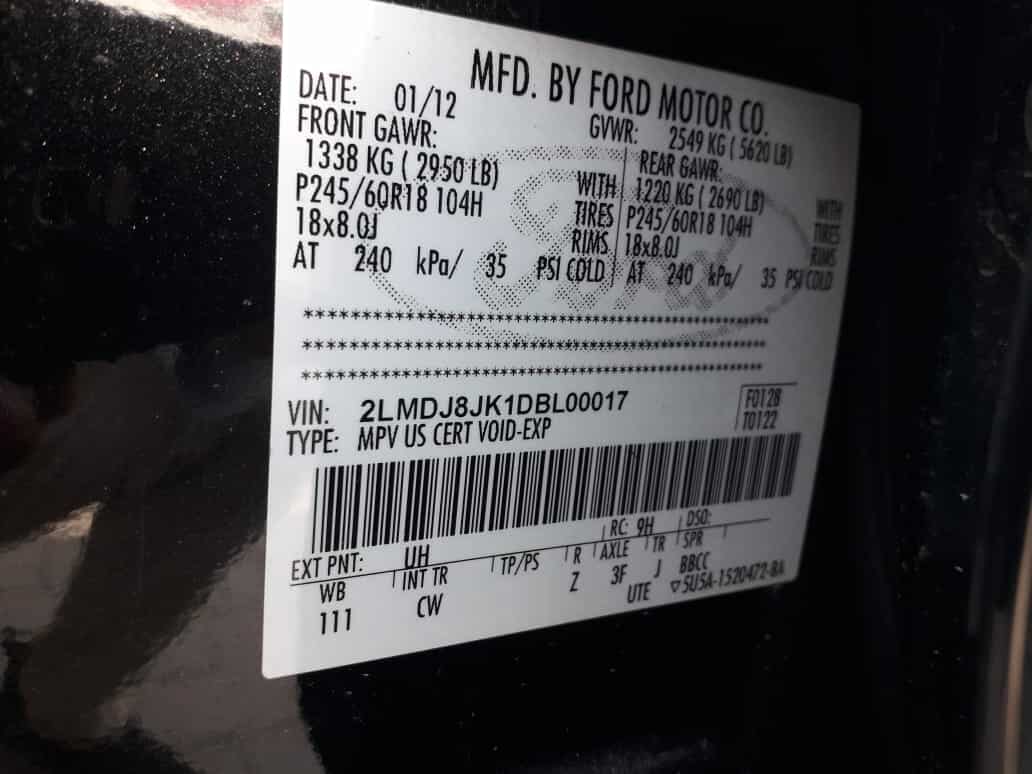 MFD. BY FORD MOTOR CO.
DATE: 01/12 GVWR: 2549 KG ( 5620 LB)
FRONT GAWR: REAR GAWR:
1338 KG ( 2950 LB) WITH 1220 KG ( 2690 LB) WITH
P245/60R18 104H TIRES P245/60R18 104H TIRES
18x8.0J RIMS 18x8.0J RIMS
AT 240 kPa/ 35 PSI COLD AT 240 kPa/ 35 PSI COLD
VIN: 2LMDJ8JK1DBL00017 F0128
TYPE: MPV US CERT VOID-EXP T0122
EXT PNT: UH RC: 9H DSO:
WB INT TR TP/PS R AXLE TR SPR
111 CW Z 3F J BBCC
UTE ▽5U5A-1520472-BA